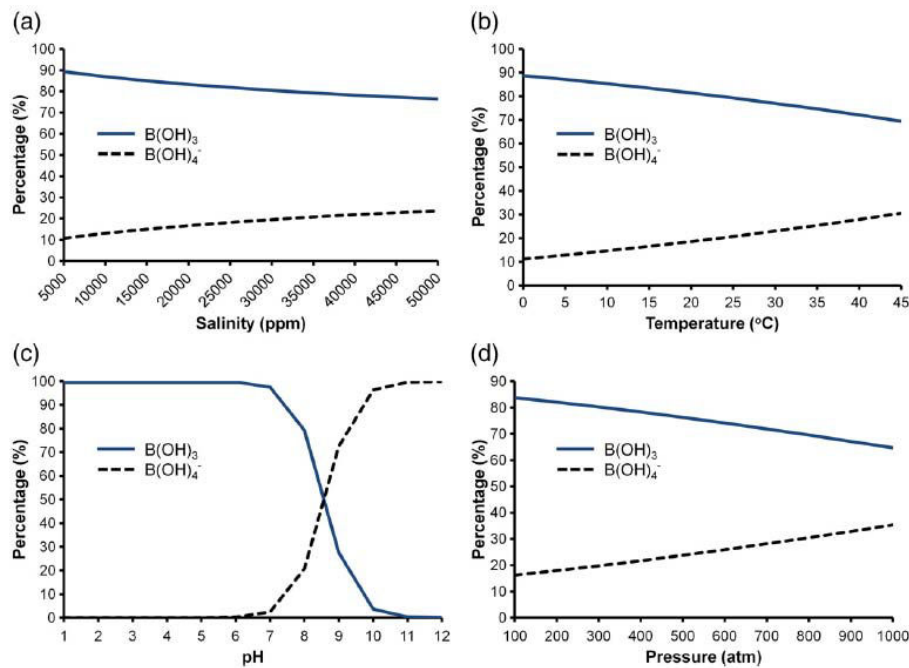 (a)
100
90
80
70
60
50
40
30
20
10
0
Percentage (%)
B(OH)₃
B(OH)₄⁻
5000
10000
15000
20000
25000
30000
35000
40000
45000
50000
Salinity (ppm)
(b)
100
90
80
70
60
50
40
30
20
10
0
Percentage (%)
B(OH)₃
B(OH)₄⁻
0 5 10 15 20 25 30 35 40 45
Temperature (ºC)
(c)
100
90
80
70
60
50
40
30
20
10
0
Percentage (%)
B(OH)₃
B(OH)₄⁻
1 2 3 4 5 6 7 8 9 10 11 12
pH
(d)
90
80
70
60
50
40
30
20
10
0
Percentage (%)
B(OH)₃
B(OH)₄⁻
100 200 300 400 500 600 700 800 900 1000
Pressure (atm)